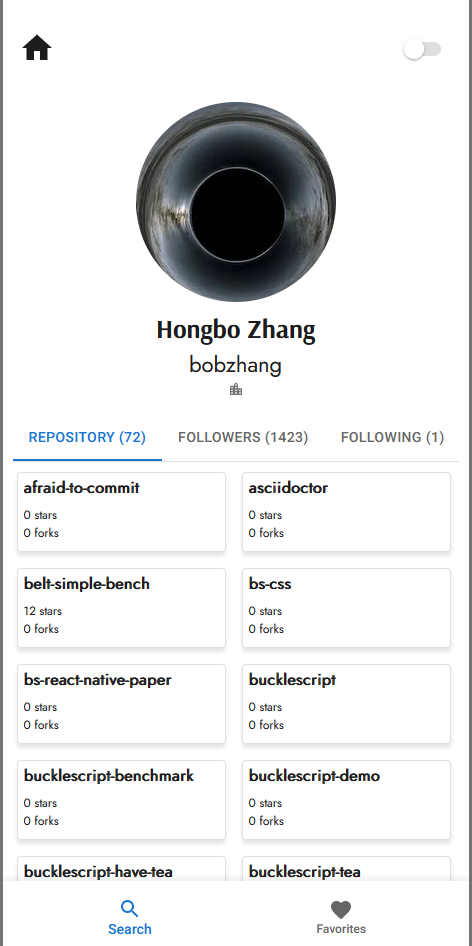 Hongbo Zhang
bobzhang
REPOSITORY (72) FOLLOWERS (1423) FOLLOWING (1)
afraid-to-commit
0 stars
0 forks
asciidoctor
0 stars
0 forks
belt-simple-bench
12 stars
0 forks
bs-css
0 stars
0 forks
bs-react-native-paper
0 stars
0 forks
bucklescript
0 stars
0 forks
bucklescript-benchmark
0 stars
0 forks
bucklescript-demo
0 stars
0 forks
bucklescript-have-tea
bucklescript-tea
Search
Favorites